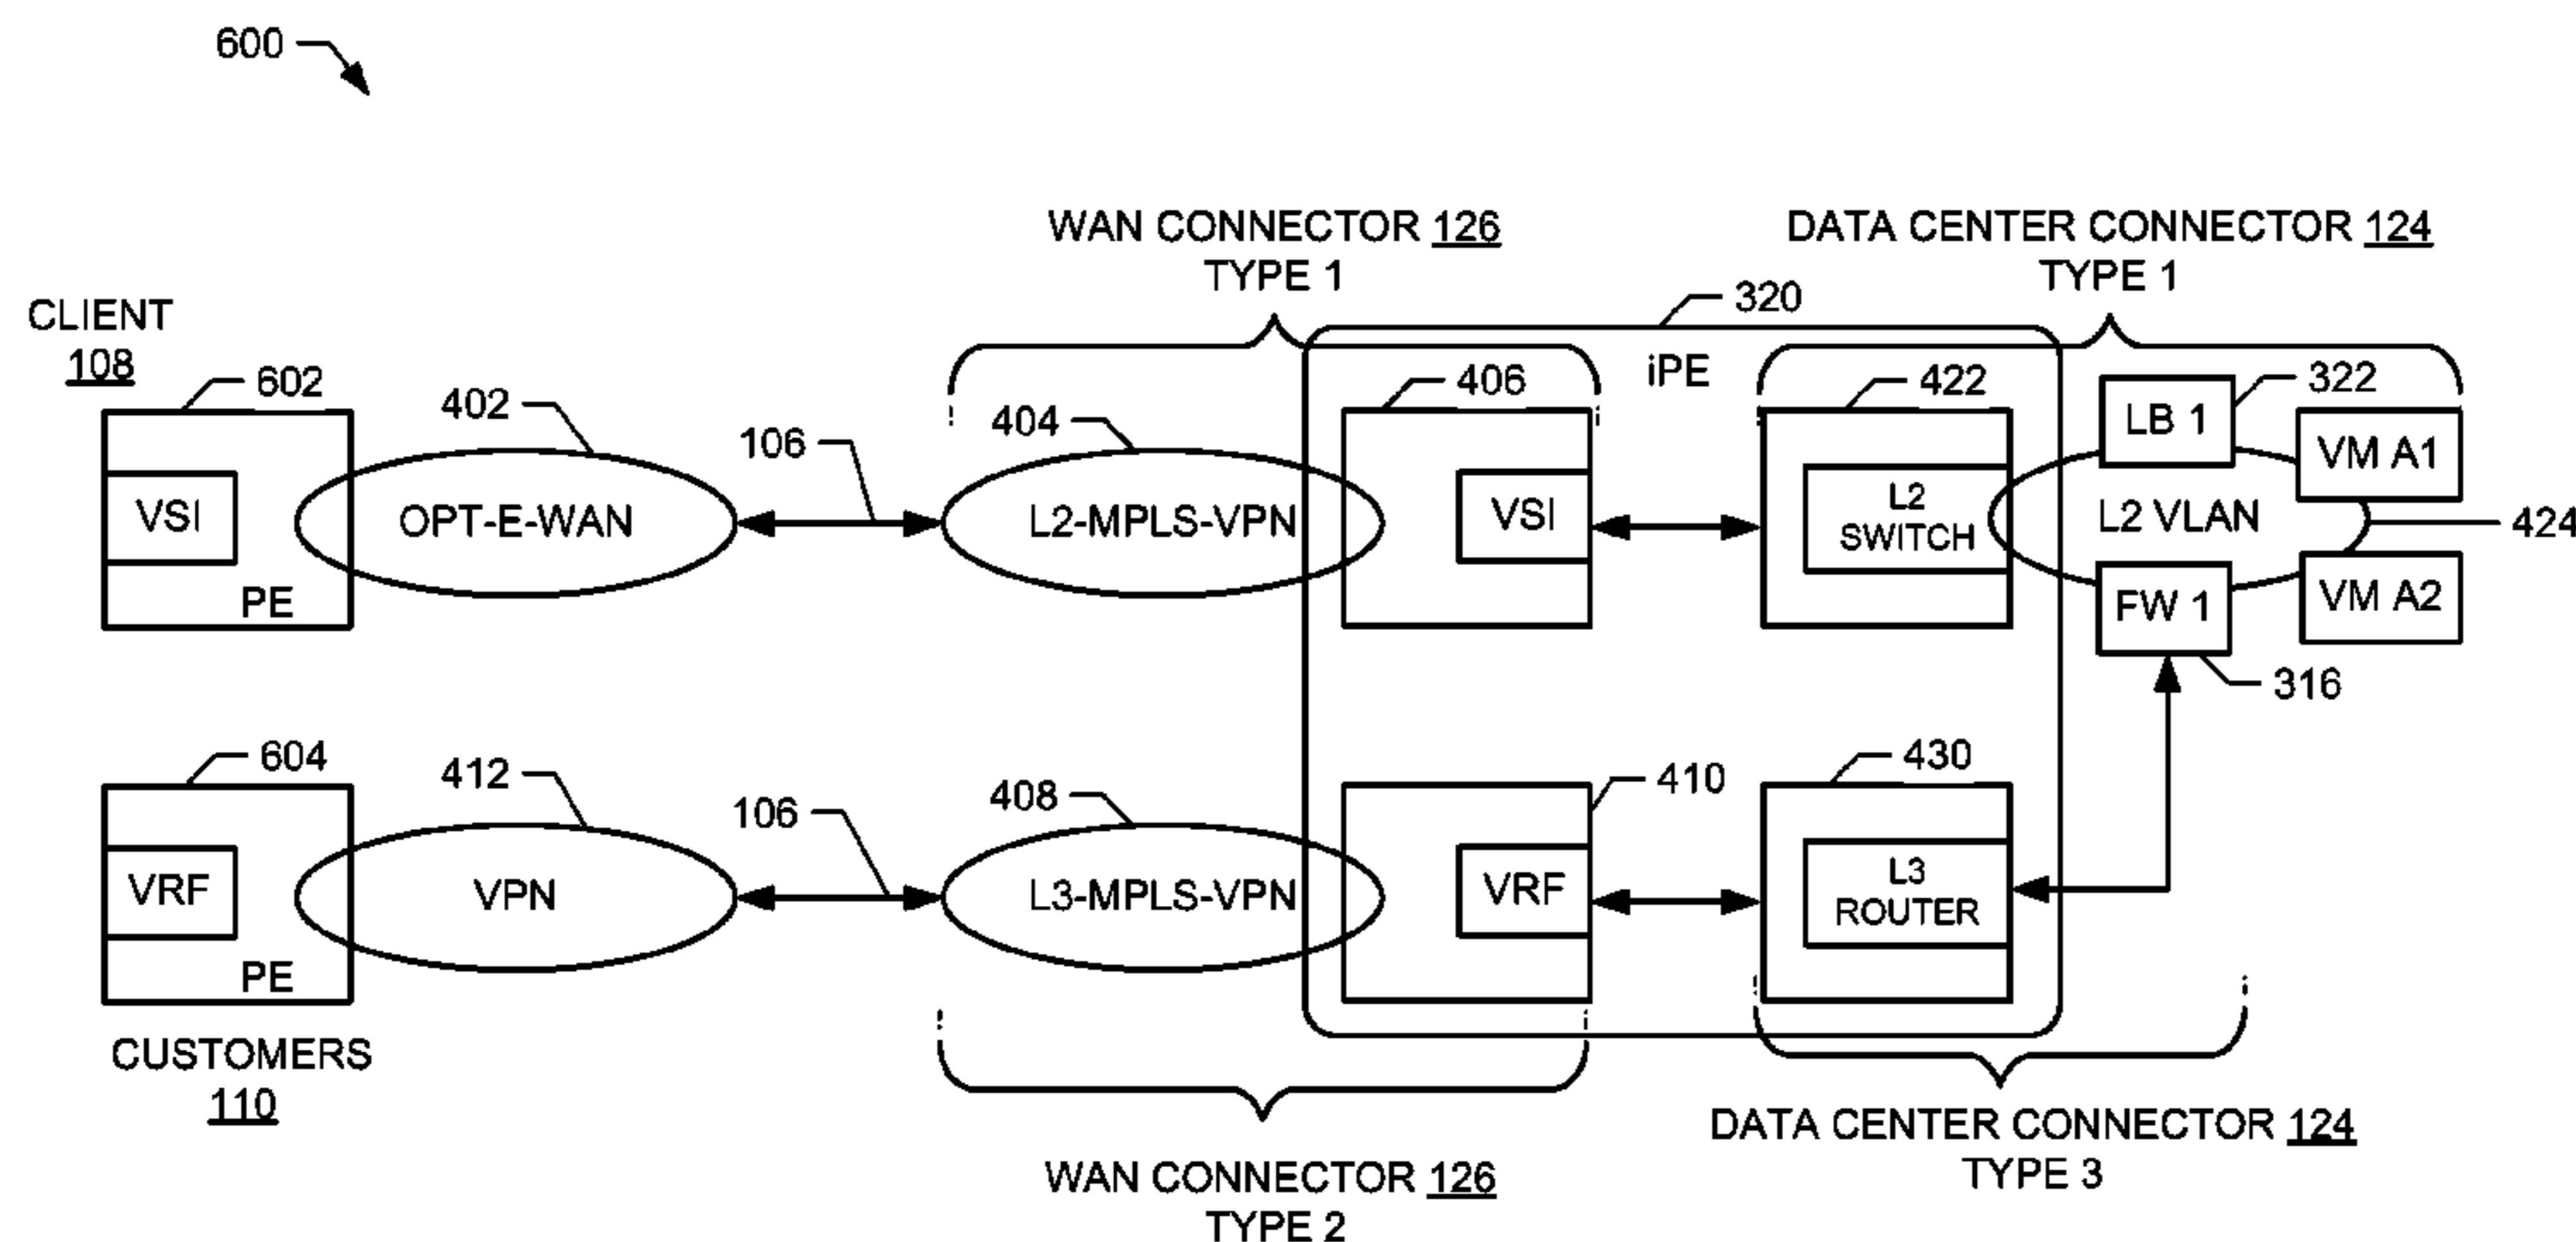 600
WAN CONNECTOR 126
TYPE 1
DATA CENTER CONNECTOR 124
TYPE 1
CLIENT
108
320
iPE
602
402
106
404
406
422
322
LB 1
VM A1
VSI
PE
OPT-E-WAN
L2-MPLS-VPN
VSI
L2
SWITCH
L2 VLAN
424
FW 1
VM A2
316
604
412
106
408
410
430
VRF
PE
VPN
L3-MPLS-VPN
VRF
L3
ROUTER
CUSTOMERS
110
WAN CONNECTOR 126
TYPE 2
DATA CENTER CONNECTOR 124
TYPE 3